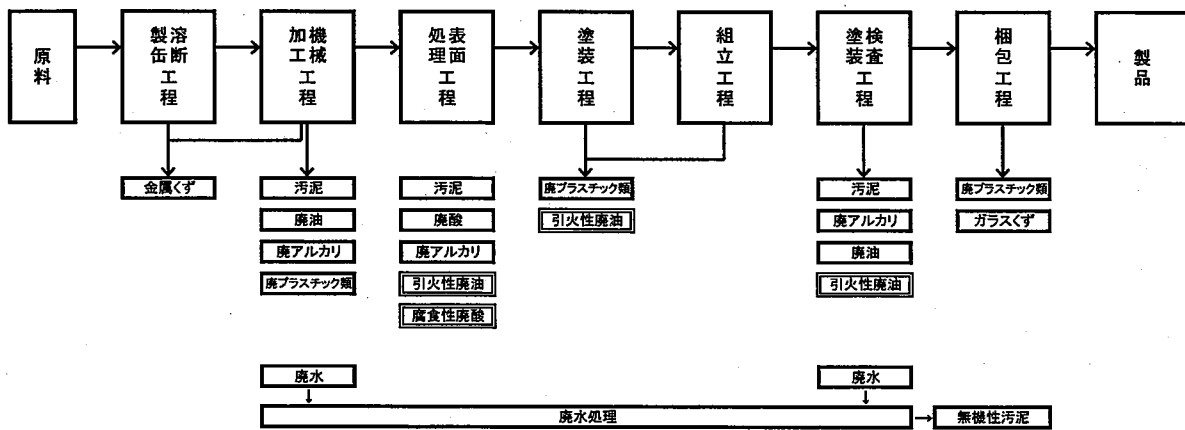 原料
溶断製缶工程
機械加工工程
表面処理工程
塗装工程
組立工程
検査塗装工程
梱包工程
製品
金属くず
汚泥
廃油
廃アルカリ
廃プラスチック類
汚泥
廃酸
廃アルカリ
引火性廃油
腐食性廃酸
廃プラスチック類
引火性廃油
汚泥
廃アルカリ
廃油
引火性廃油
廃プラスチック類
ガラスくず
廃水
廃水
廃水処理
無機性汚泥